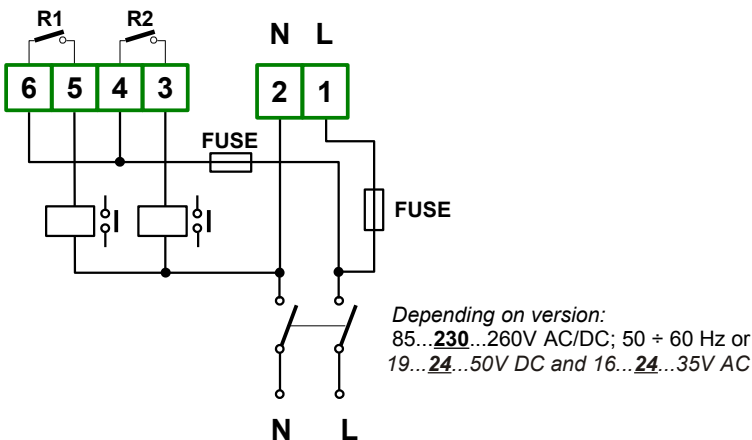 R1 R2
N L
6 5 4 3 2 1
FUSE
FUSE
Depending on version:
85...230...260V AC/DC; 50 ÷ 60 Hz or
19...24...50V DC and 16...24...35V AC
N L